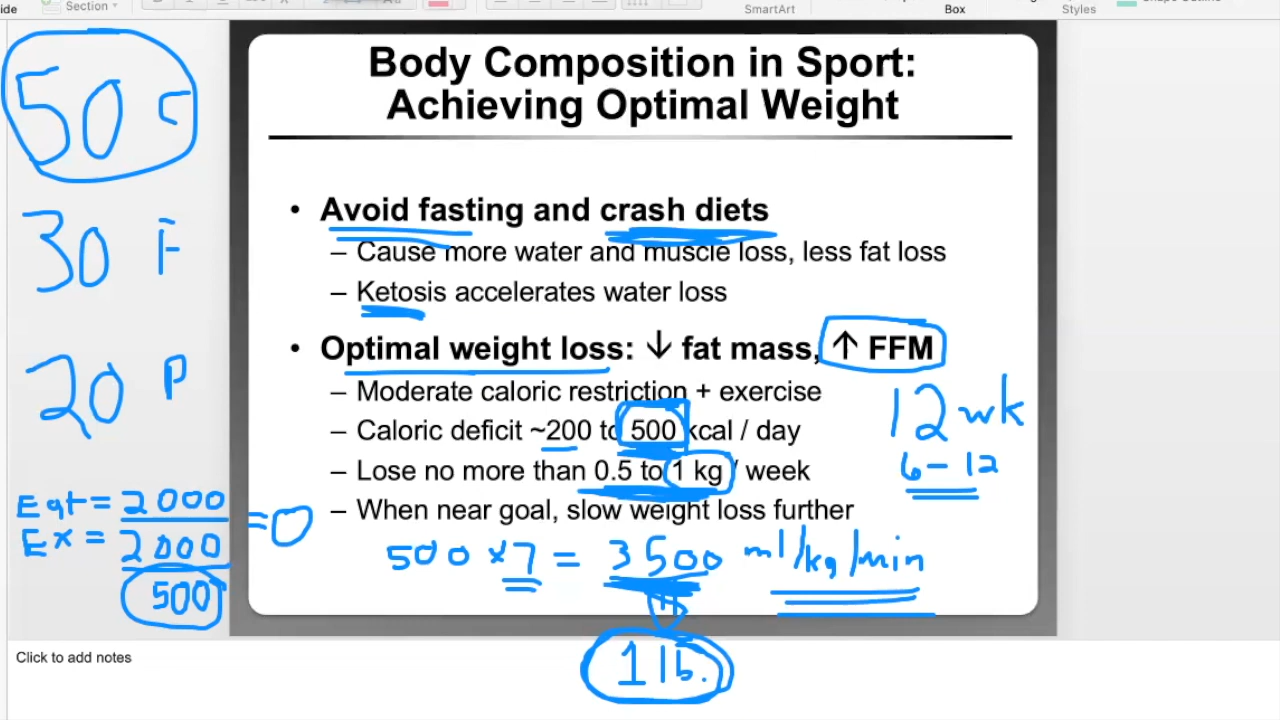 Section
SmartArt
Box
Styles
Body Composition in Sport:
Achieving Optimal Weight
• Avoid fasting and crash diets
– Cause more water and muscle loss, less fat loss
– Ketosis accelerates water loss
• Optimal weight loss: ↓ fat mass, ↑ FFM
– Moderate caloric restriction + exercise
– Caloric deficit ~200 to 500 kcal / day
– Lose no more than 0.5 to 1 kg / week
– When near goal, slow weight loss further
50 C
30 F
20 P
Eat = 2000
Ex = 2000
= 0
500
12 wk
6 – 12
500 × 7 = 3500 ml/kg/min
1 lb.
Click to add notes